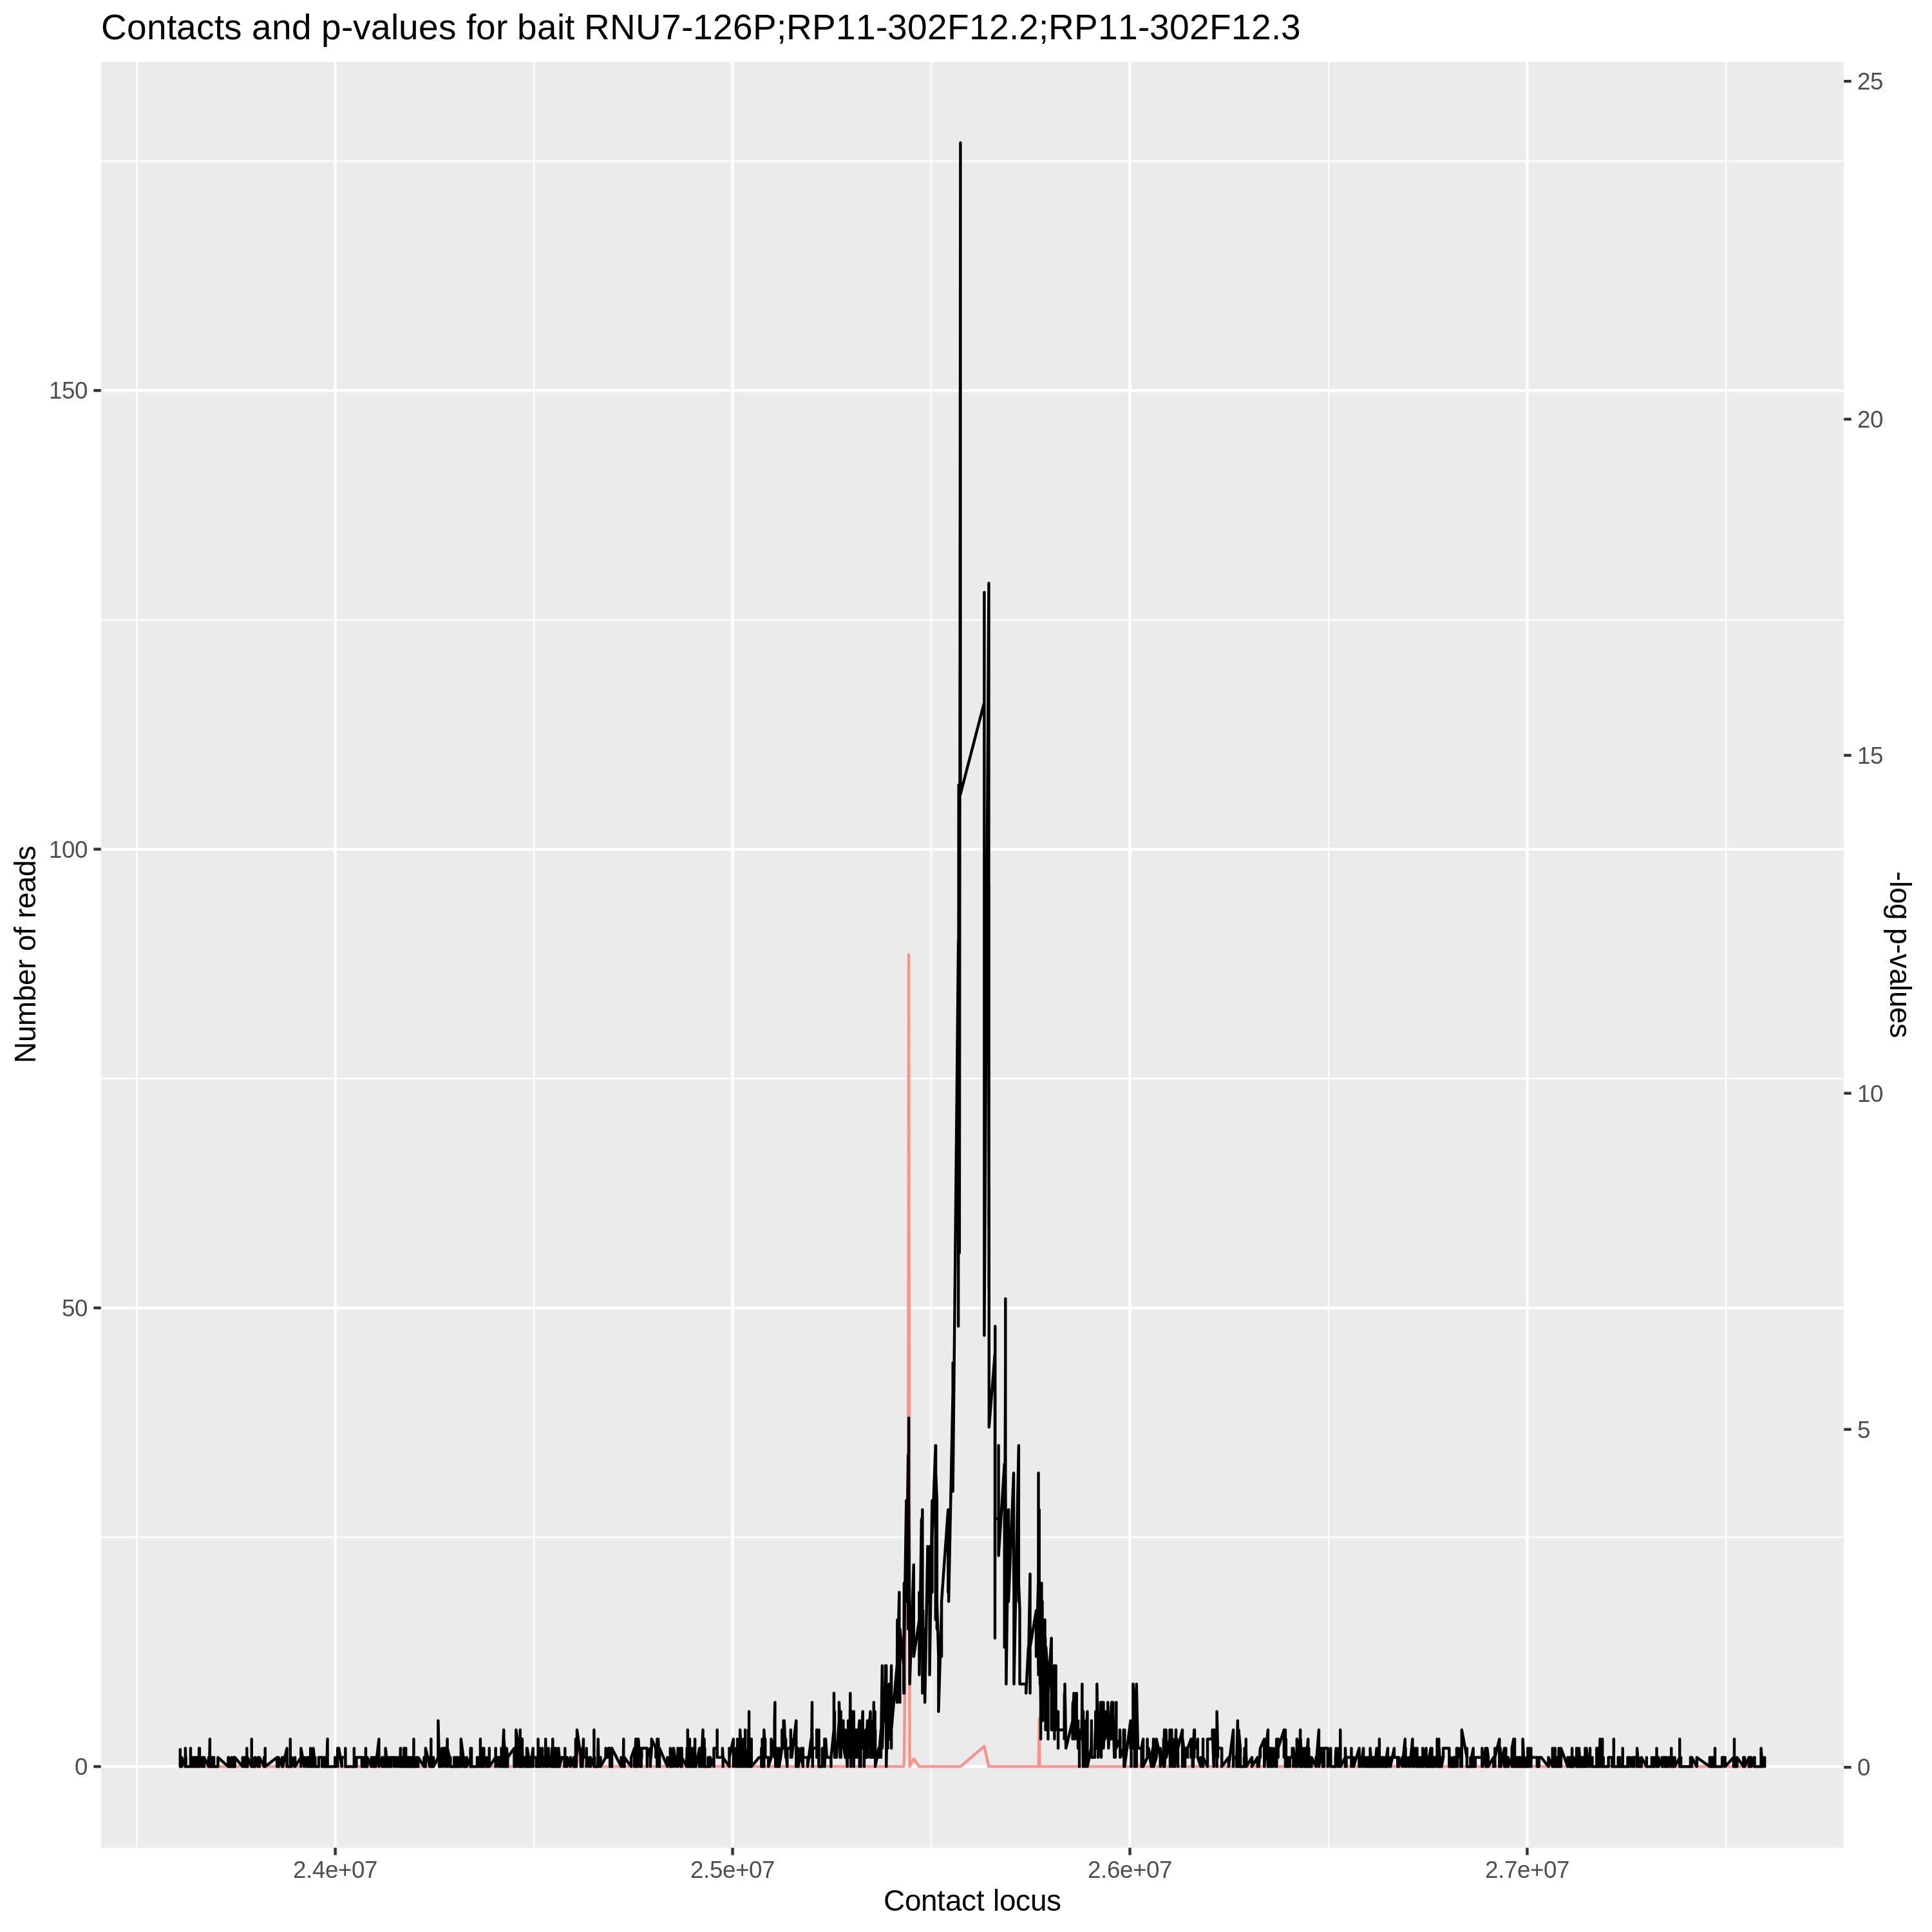 Contacts and p-values for bait RNU7-126P;RP11-302F12.2;RP11-302F12.3
25
150
20
15
100
Number of reads
-log p-values
10
50
5
0
0
2.4e+07
2.5e+07
2.6e+07
2.7e+07
Contact locus